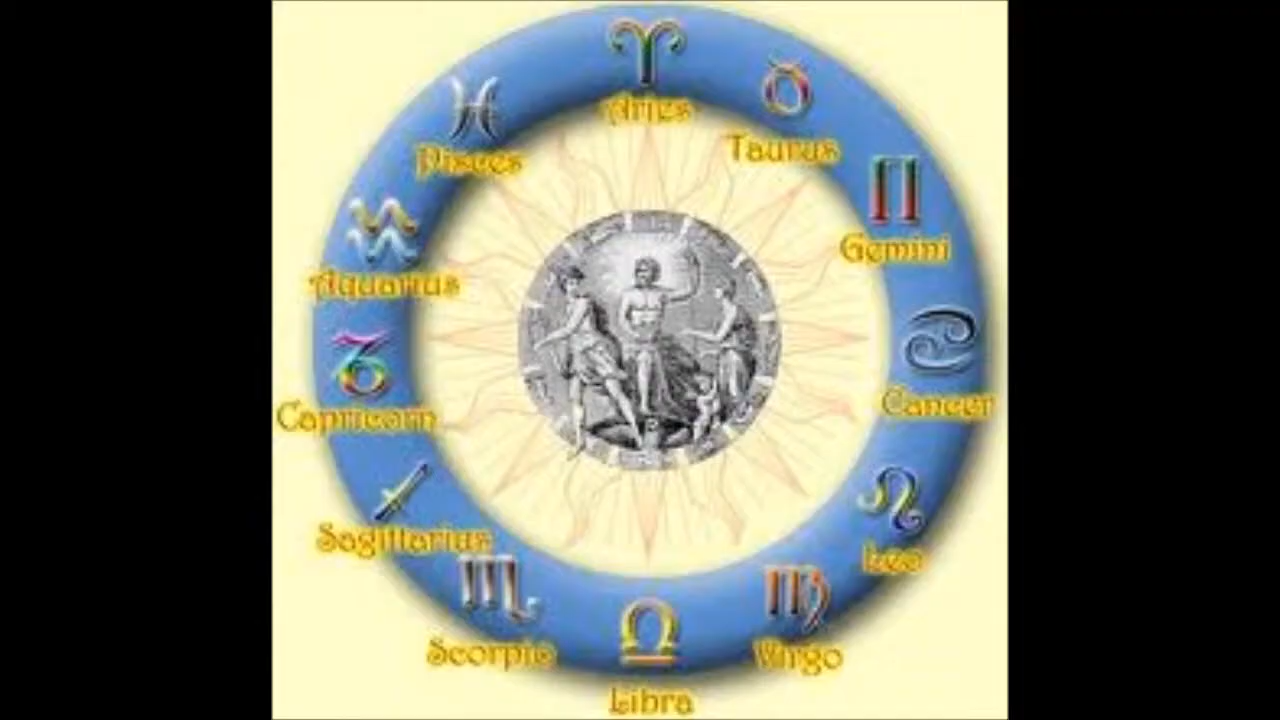 Aries
Taurus
Gemini
Cancer
Leo
Virgo
Libra
Scorpio
Sagittarius
Capricorn
Aquarius
Pisces